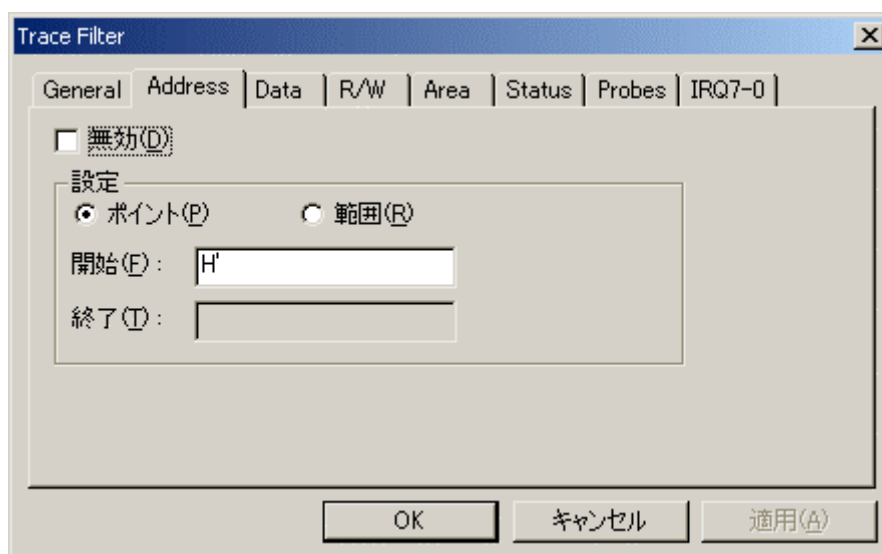 Trace Filter
General Address Data R/W Area Status Probes IRQ7-0
無効(D)
設定
ポイント(P) 範囲(R)
開始(F) : H'
終了(T) :
OK キャンセル 適用(A)